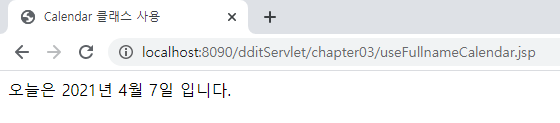 Calendar 클래스 사용
localhost:8090/dditServlet/chapter03/useFullnameCalendar.jsp
오늘은 2021년 4월 7일 입니다.